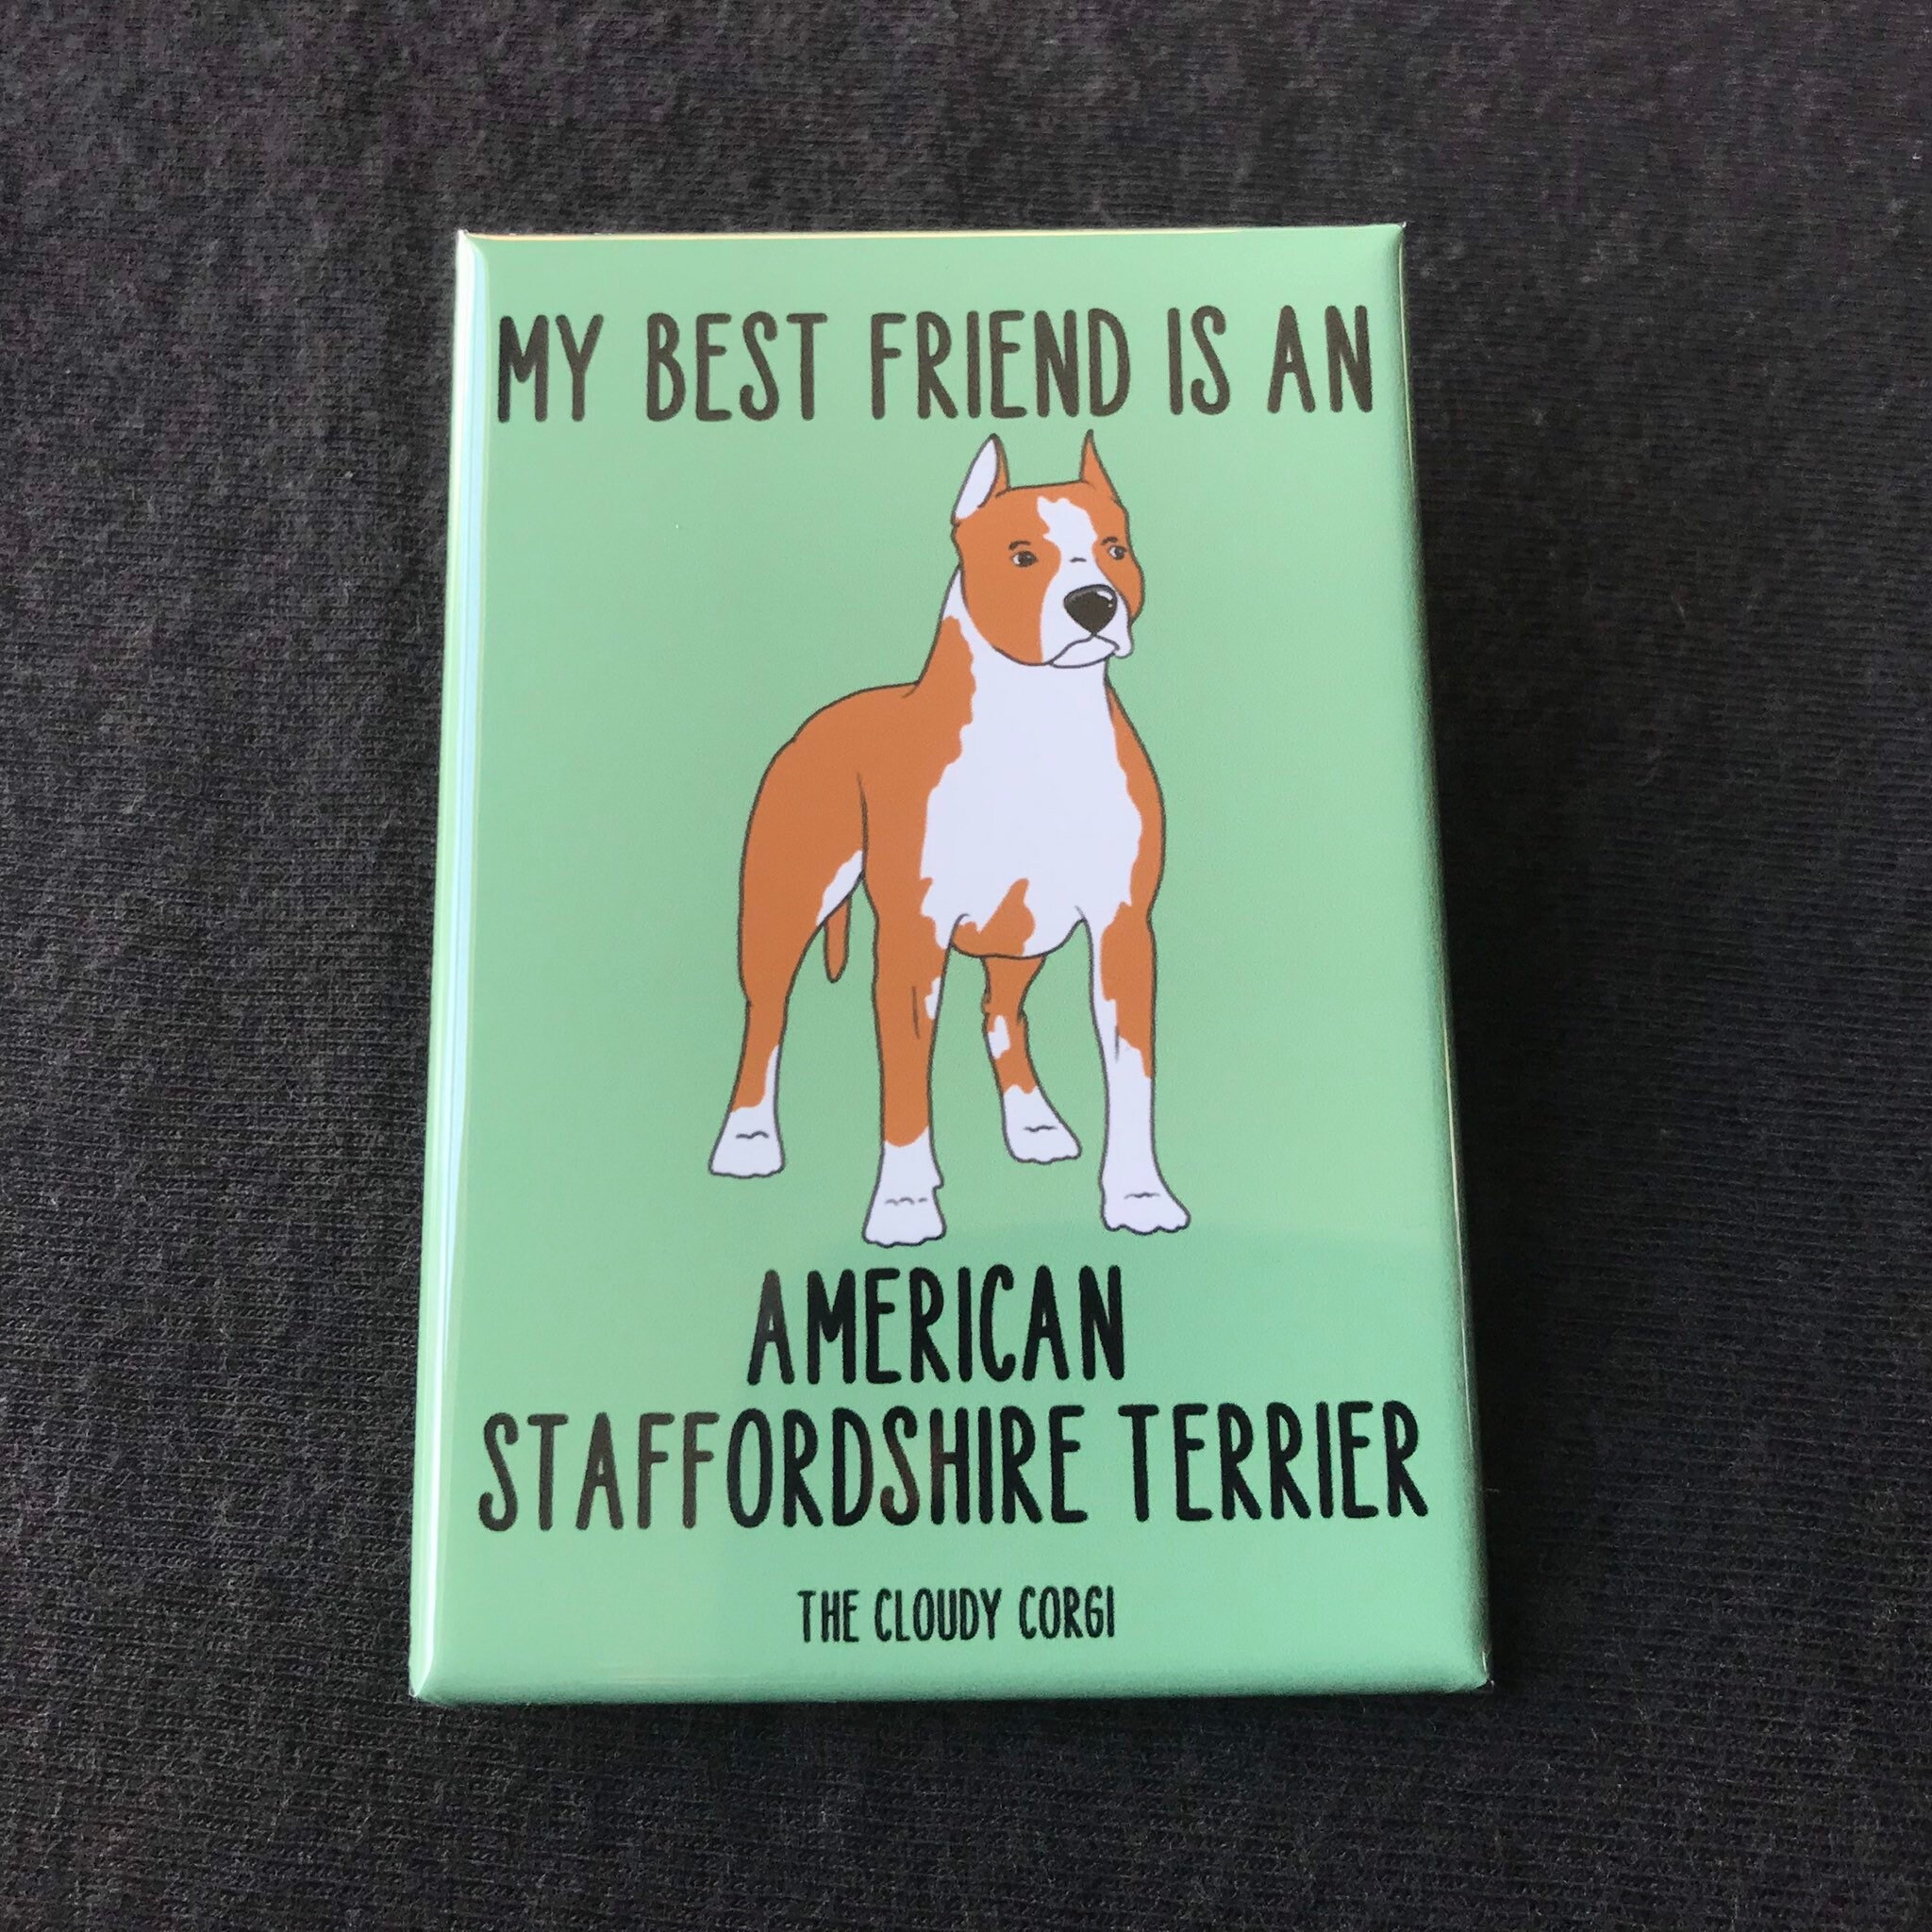 MY BEST FRIEND IS AN
AMERICAN
STAFFORDSHIRE TERRIER
THE CLOUDY CORGI